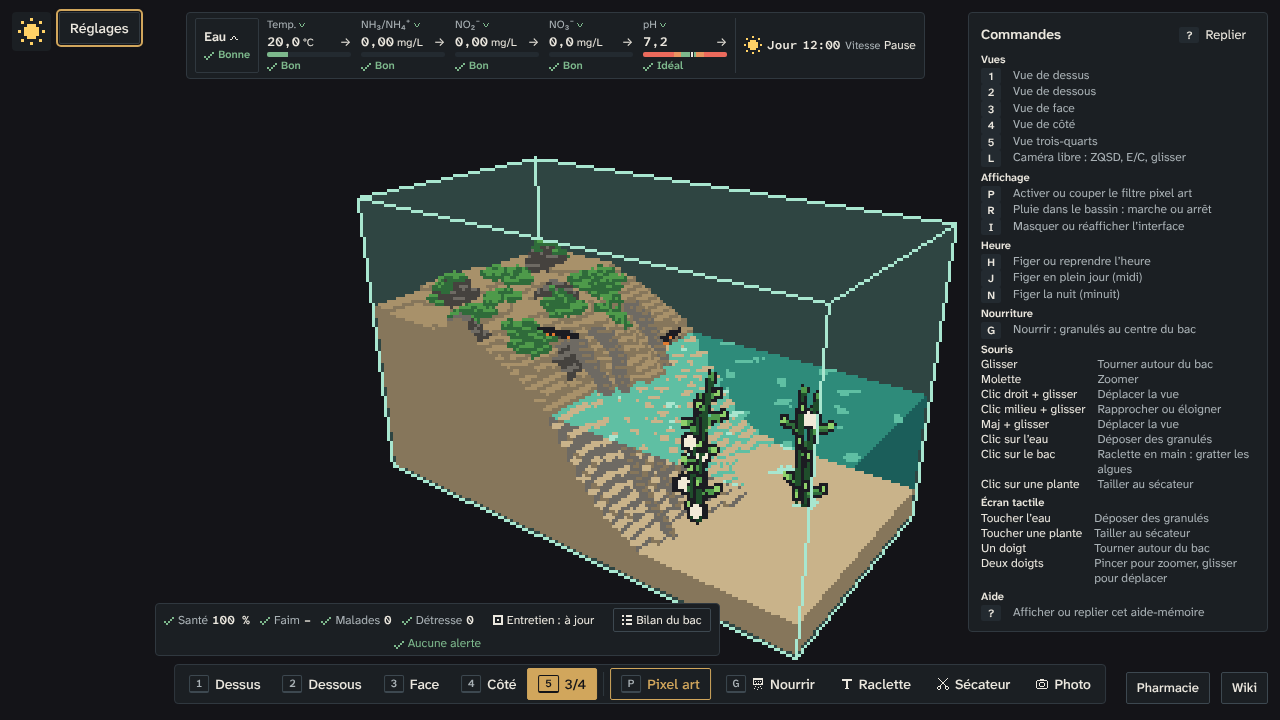 Réglages
Eau
Bonne
Temp.
20,0 °C
Bon
NH₃/NH₄⁺
0,00 mg/L
Bon
NO₂⁻
0,00 mg/L
Bon
NO₃⁻
0,0 mg/L
Bon
pH
7,2
Idéal
Jour 12:00 Vitesse Pause
Commandes
? Replier
Vues
1 Vue de dessus
2 Vue de dessous
3 Vue de face
4 Vue de côté
5 Vue trois-quarts
L Caméra libre : ZQSD, E/C, glisser
Affichage
P Activer ou couper le filtre pixel art
R Pluie dans le bassin : marche ou arrêt
I Masquer ou réafficher l'interface
Heure
H Figer ou reprendre l'heure
J Figer en plein jour (midi)
N Figer la nuit (minuit)
Nourriture
G Nourrir : granulés au centre du bac
Souris
Glisser Tourner autour du bac
Molette Zoomer
Clic droit + glisser Déplacer la vue
Clic milieu + glisser Rapprocher ou éloigner
Maj + glisser Déplacer la vue
Clic sur l'eau Déposer des granulés
Clic sur le bac Raclette en main : gratter les
algues
Clic sur une plante Tailler au sécateur
Écran tactile
Toucher l'eau Déposer des granulés
Toucher une plante Tailler au sécateur
Un doigt Tourner autour du bac
Deux doigts Pincer pour zoomer, glisser
pour déplacer
Aide
? Afficher ou replier cet aide-mémoire
Santé 100 % Faim – Malades 0 Détresse 0 Entretien : à jour Bilan du bac
Aucune alerte
1 Dessus 2 Dessous 3 Face 4 Côté 5 3/4 P Pixel art G Nourrir Raclette Sécateur Photo
Pharmacie Wiki